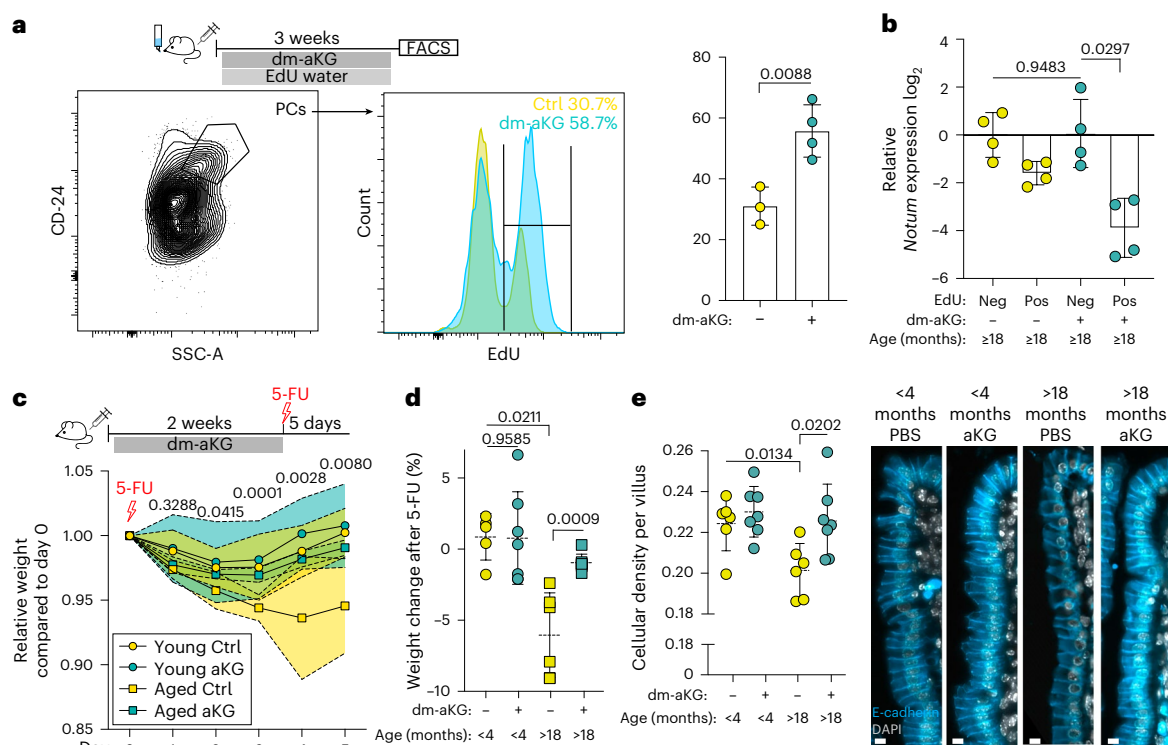 a
3 weeks
FACS
dm-aKG
EdU water
PCs
Ctrl 30.7%
dm-aKG 58.7%
CD-24
SSC-A
Count
EdU
80
60
40
20
0
0.0088
dm-aKG: – +
b
Relative
Notum expression log2
4
2
0
−2
−4
−6
0.9483
0.0297
EdU: Neg Pos Neg Pos
dm-aKG: – – + +
Age (months): ≥18 ≥18 ≥18 ≥18
c
5-FU
2 weeks
5 days
dm-aKG
Relative weight
compared to day 0
1.05
1.00
0.95
0.90
0.85
5-FU
0.3288
0.0415
0.0001
0.0028
0.0080
Young Ctrl
Young aKG
Aged Ctrl
Aged aKG
d
Weight change after 5-FU (%)
5
0
−5
−10
0.0211
0.9585
0.0009
dm-aKG: – + – +
Age (months): <4 <4 >18 >18
e
Cellular density per villus
0.26
0.24
0.22
0.20
0.18
0.18
0
0.0134
0.0202
dm-aKG: – + – +
Age (months): <4 <4 >18 >18
<4 months PBS
<4 months aKG
>18 months PBS
>18 months aKG
E-cadherin
DAPI